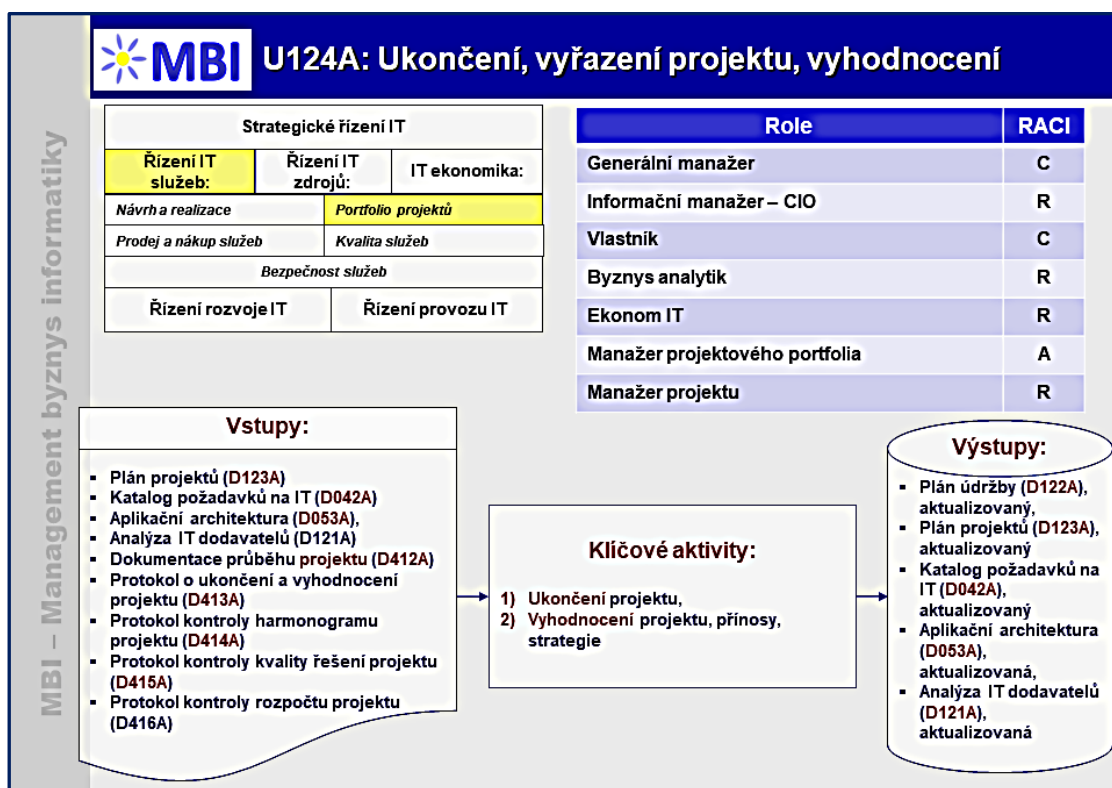 MBI
U124A: Ukončení, vyřazení projektu, vyhodnocení
MBI – Management byznys informatiky
Strategické řízení IT
Řízení IT
služeb:
Řízení IT
zdrojů:
IT ekonomika:
Návrh a realizace
Portfolio projektů
Prodej a nákup služeb
Kvalita služeb
Bezpečnost služeb
Řízení rozvoje IT
Řízení provozu IT
Role RACI
Generální manažer C
Informační manažer – CIO R
Vlastník C
Byznys analytik R
Ekonom IT R
Manažer projektového portfolia A
Manažer projektu R
Vstupy:
▪ Plán projektů (D123A)
▪ Katalog požadavků na IT (D042A)
▪ Aplikační architektura (D053A),
▪ Analýza IT dodavatelů (D121A)
▪ Dokumentace průběhu projektu (D412A)
▪ Protokol o ukončení a vyhodnocení
projektu (D413A)
▪ Protokol kontroly harmonogramu
projektu (D414A)
▪ Protokol kontroly kvality řešení projektu
(D415A)
▪ Protokol kontroly rozpočtu projektu
(D416A)
Klíčové aktivity:
1) Ukončení projektu,
2) Vyhodnocení projektu, přínosy,
strategie
Výstupy:
▪ Plán údržby (D122A),
aktualizovaný,
▪ Plán projektů (D123A),
aktualizovaný
▪ Katalog požadavků na
IT (D042A),
aktualizovaný
▪ Aplikační architektura
(D053A),
aktualizovaná,
▪ Analýza IT dodavatelů
(D121A),
aktualizovaná